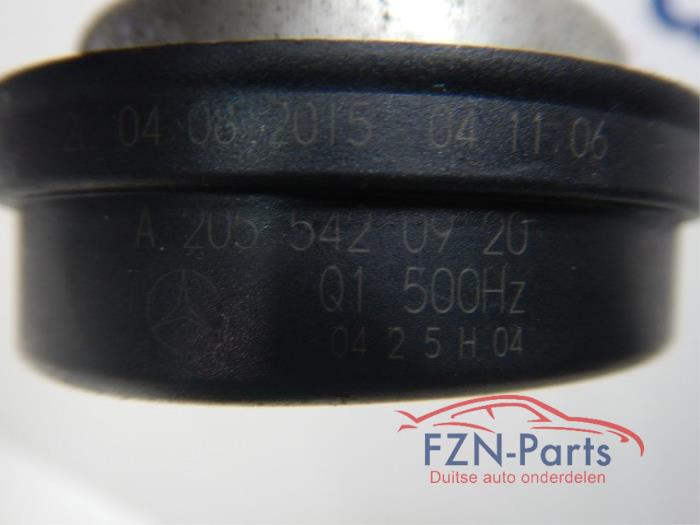 04.08.2015 04:11:06
A 205 542 09 20
Q1 500Hz
04 2 5 H 04
FZN-Parts
Duitse auto onderdelen